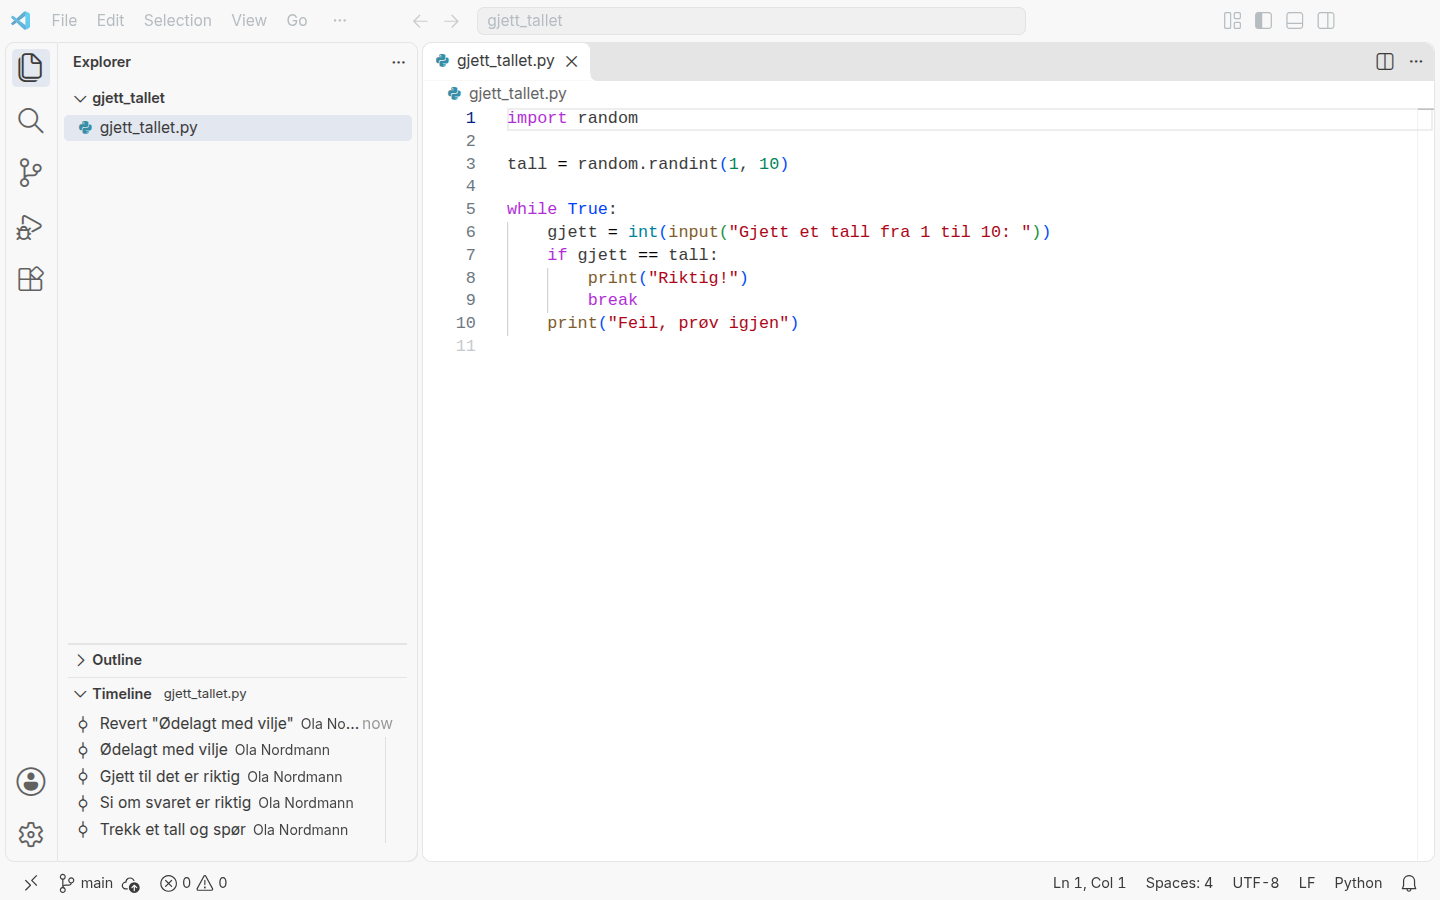 File Edit Selection View Go
gjett_tallet
Explorer
gjett_tallet
gjett_tallet.py
Outline
Timeline gjett_tallet.py
Revert "Ødelagt med vilje" Ola No... now
Ødelagt med vilje Ola Nordmann
Gjett til det er riktig Ola Nordmann
Si om svaret er riktig Ola Nordmann
Trekk et tall og spør Ola Nordmann
gjett_tallet.py
gjett_tallet.py
1 import random
2
3 tall = random.randint(1, 10)
4
5 while True:
6     gjett = int(input("Gjett et tall fra 1 til 10: "))
7     if gjett == tall:
8         print("Riktig!")
9         break
10     print("Feil, prøv igjen")
11
main 0 0 Ln 1, Col 1 Spaces: 4 UTF-8 LF Python